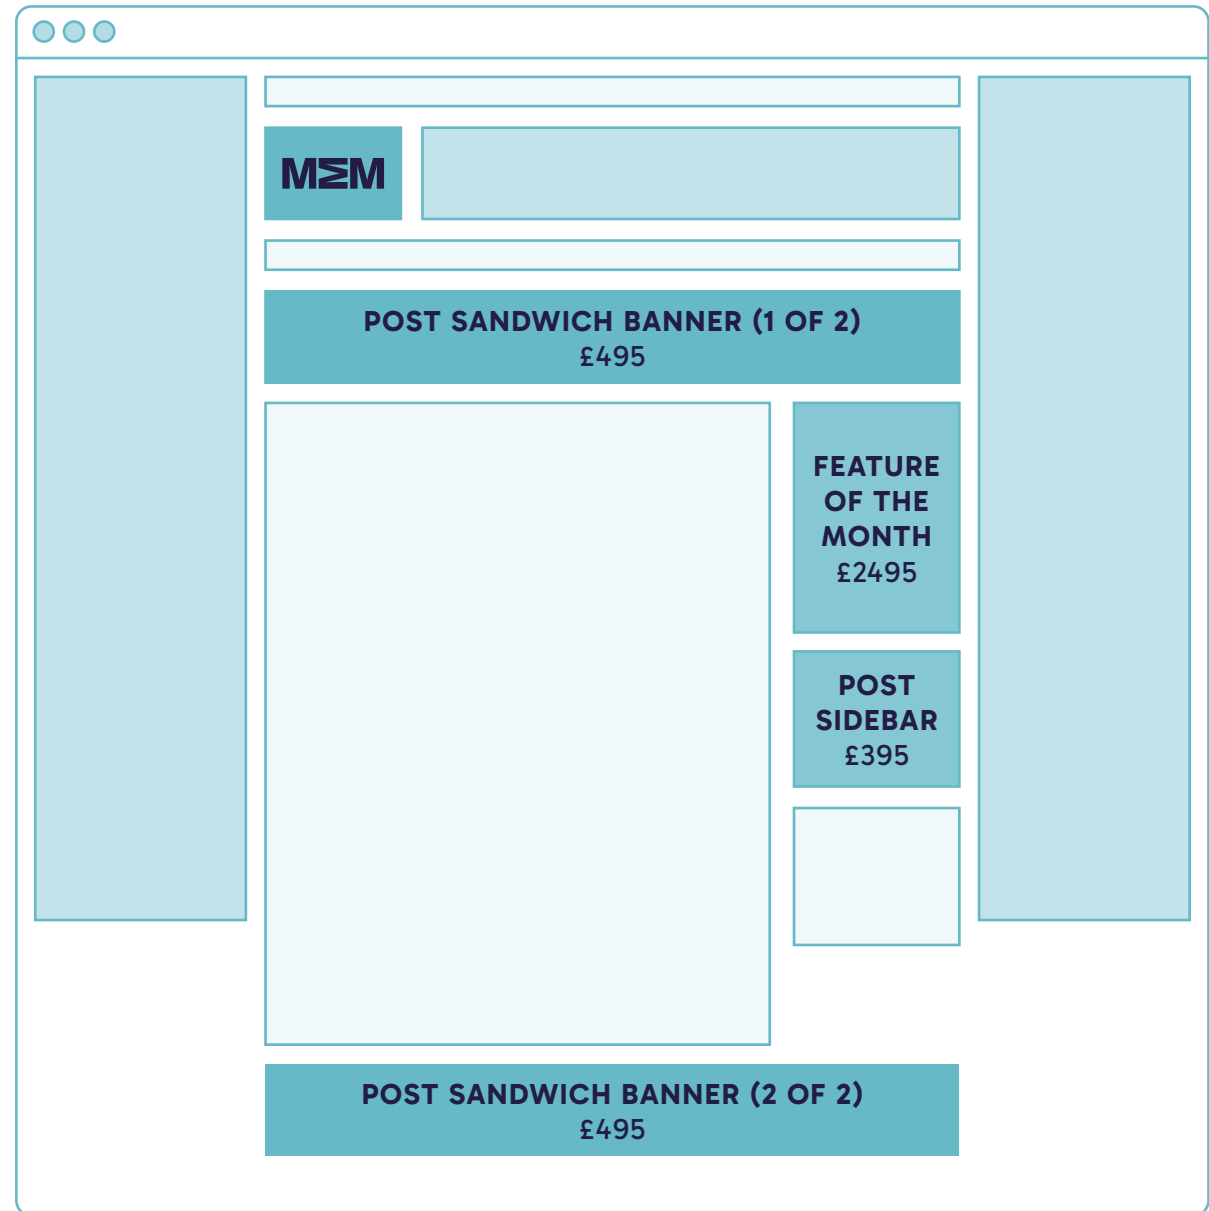 MEM
POST SANDWICH BANNER (1 OF 2)
£495
FEATURE
OF THE
MONTH
£2495
POST
SIDEBAR
£395
POST SANDWICH BANNER (2 OF 2)
£495